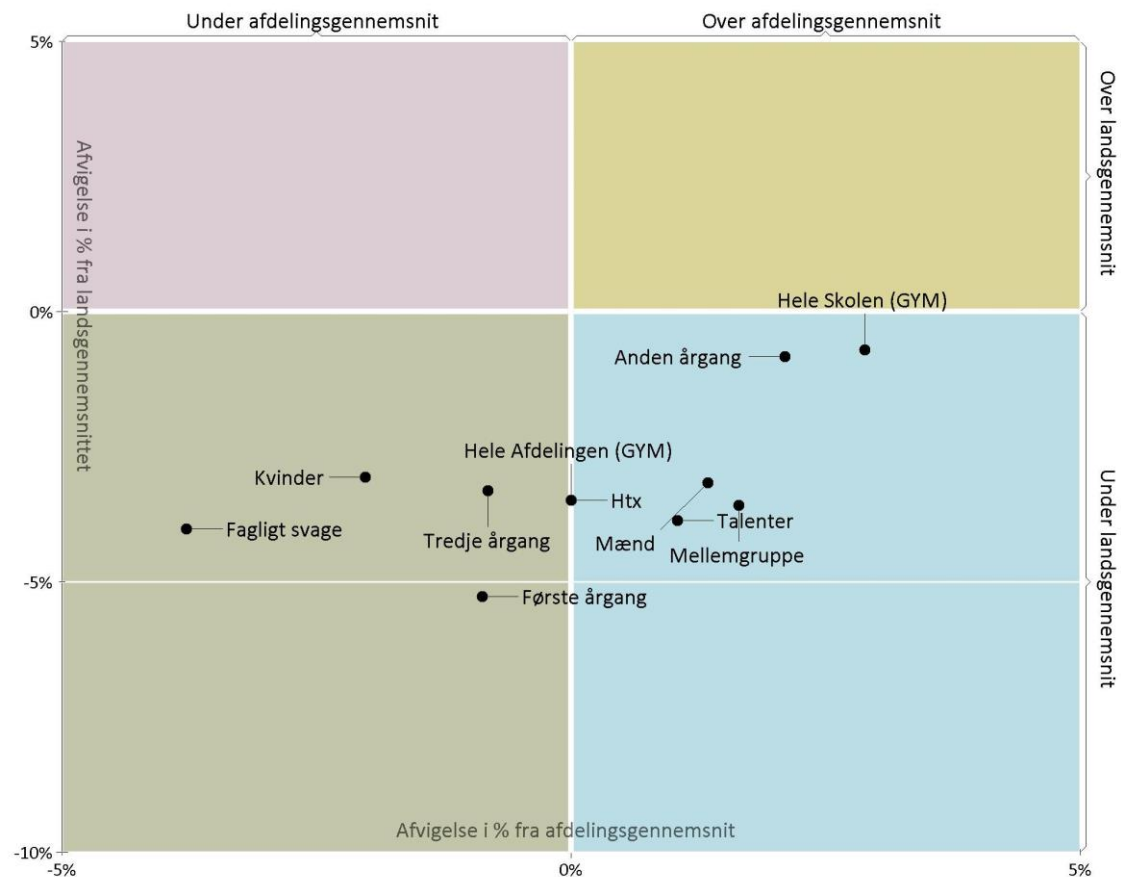 Under afdelingsgennemsnit
Over afdelingsgennemsnit
5%
Over landsgennemsnit
Afvigelse i % fra landsgennemsnittet
Hele Skolen (GYM)
0%
Anden årgang
Hele Afdelingen (GYM)
Kvinder
Htx
Fagligt svage
Talenter
Tredje årgang
Mænd
Mellemgruppe
Under landsgennemsnit
-5%
Første årgang
Afvigelse i % fra afdelingsgennemsnit
-10%
-5%
0%
5%